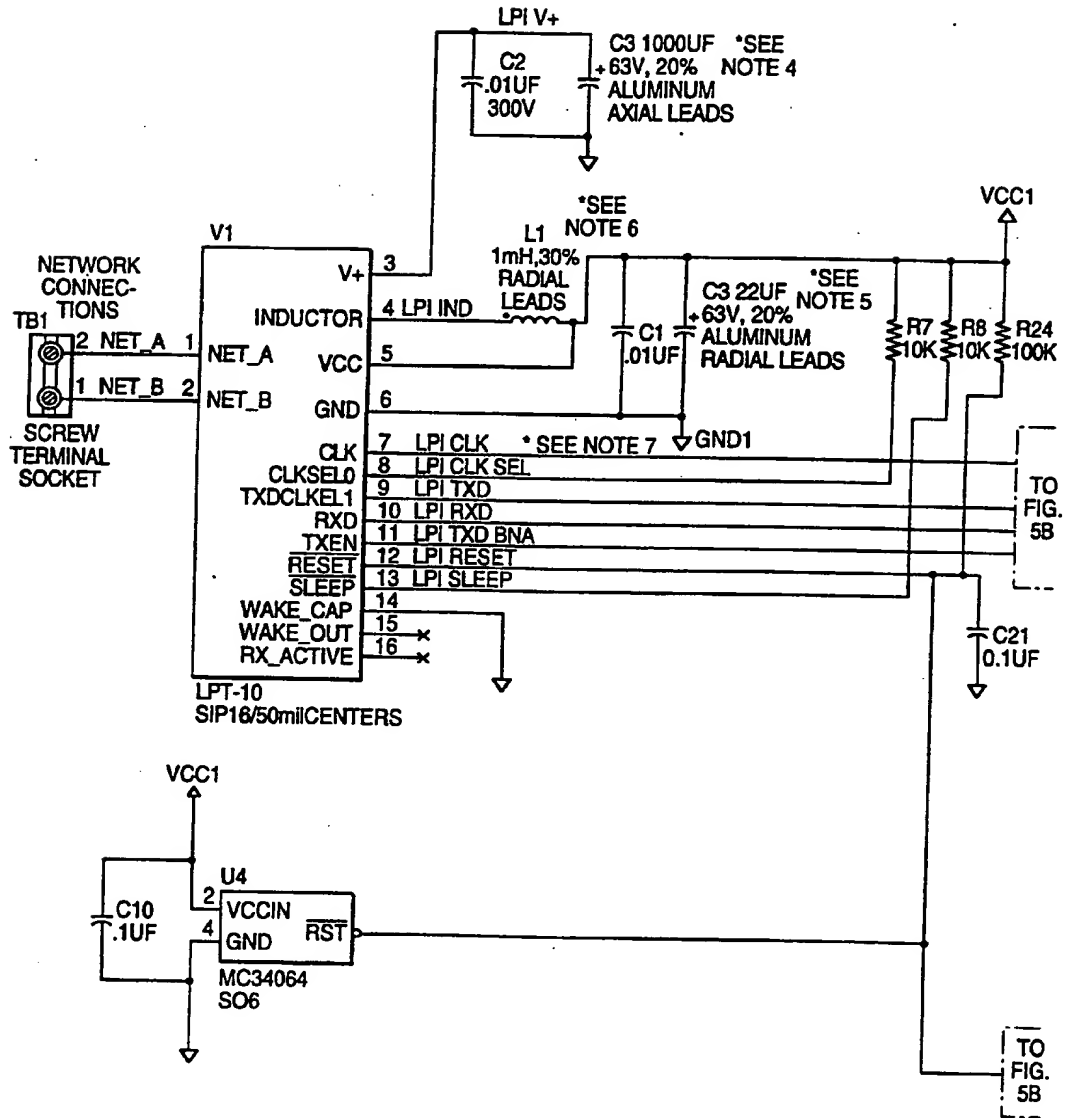 LPI V+
C2
.01UF
300V
C3 1000UF *SEE
+63V, 20% NOTE 4
ALUMINUM
AXIAL LEADS
VCC1
*SEE
NOTE 6
L1
1mH,30%
RADIAL
LEADS
V1
NETWORK
CONNEC-
TIONS
TB1
2 NET_A 1
1 NET_B 2
SCREW
TERMINAL
SOCKET
NET_A
NET_B
V+ 3
INDUCTOR 4 LPI IND
VCC 5
GND 6
CLK 7 LPI CLK * SEE NOTE 7
CLKSEL0 8 LPI CLK SEL
TXDCLKEL1 9 LPI TXD
RXD 10 LPI RXD
TXEN 11 LPI TXD BNA
RESET 12 LPI RESET
SLEEP 13 LPI SLEEP
WAKE_CAP 14
WAKE_OUT 15
RX_ACTIVE 16
LPT-10
SIP16/50milCENTERS
C1
.01UF
C3 22UF *SEE
+63V, 20% NOTE 5
ALUMINUM
RADIAL LEADS
GND1
R7
10K
R8
10K
R24
100K
TO
FIG.
5B
C21
0.1UF
VCC1
C10
.1UF
U4
2 VCCIN
4 GND
RST
MC34064
SO6
TO
FIG.
5B